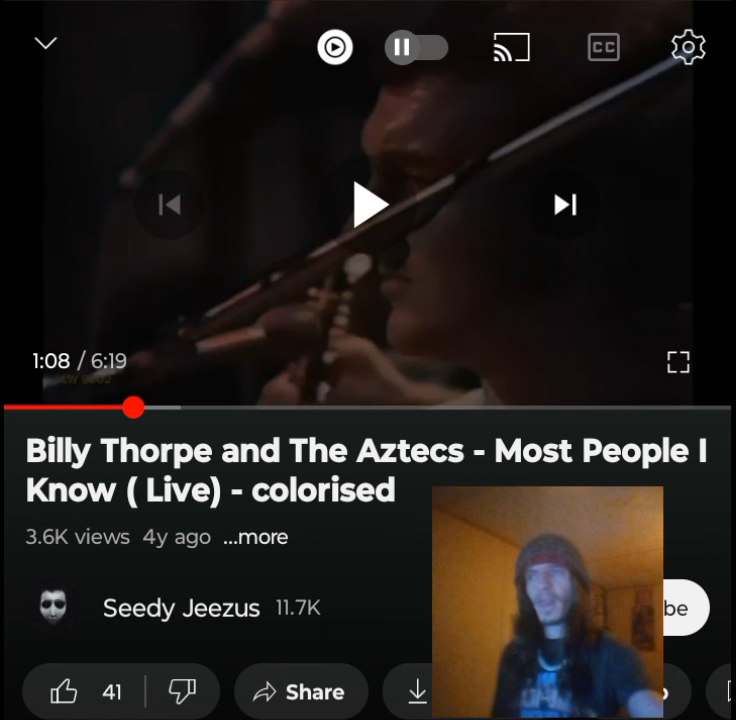 CC
1:08 / 6:19
Billy Thorpe and The Aztecs - Most People I
Know ( Live) - colorised
3.6K views 4y ago ...more
Seedy Jeezus 11.7K
be
41 Share